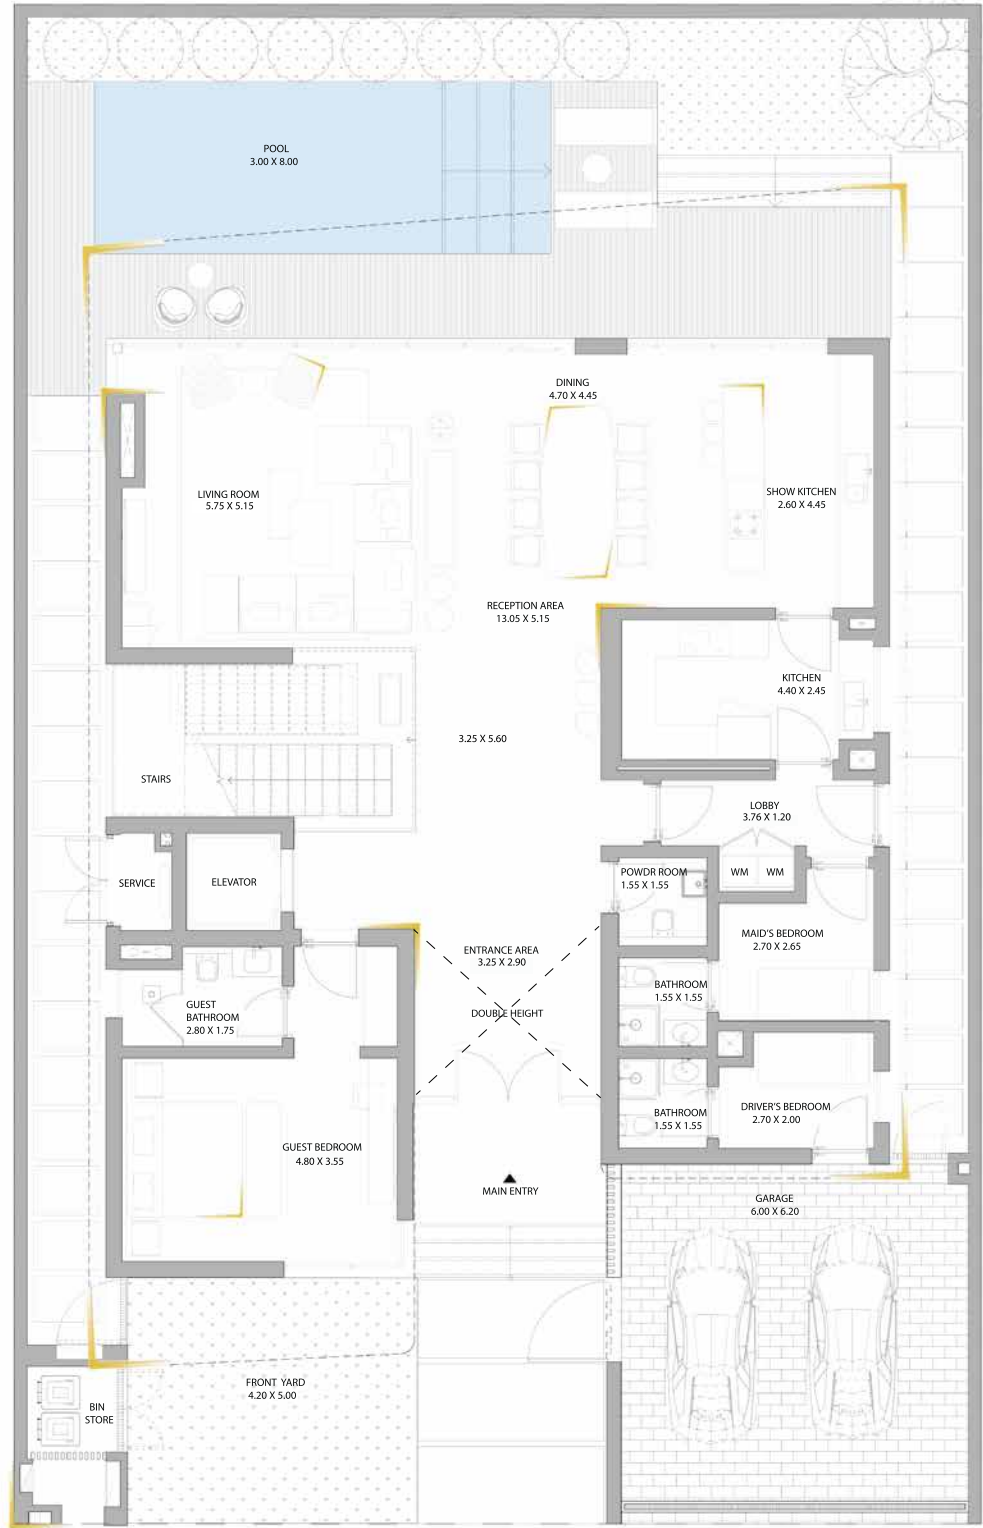 POOL
3.00 X 8.00
DINING
4.70 X 4.45
LIVING ROOM
5.75 X 5.15
SHOW KITCHEN
2.60 X 4.45
RECEPTION AREA
13.05 X 5.15
KITCHEN
4.40 X 2.45
3.25 X 5.60
STAIRS
LOBBY
3.76 X 1.20
SERVICE
ELEVATOR
POWDR ROOM
1.55 X 1.55
WM
WM
MAID'S BEDROOM
2.70 X 2.65
ENTRANCE AREA
3.25 X 2.90
BATHROOM
1.55 X 1.55
GUEST
BATHROOM
2.80 X 1.75
DOUBLE HEIGHT
BATHROOM
1.55 X 1.55
DRIVER'S BEDROOM
2.70 X 2.00
GUEST BEDROOM
4.80 X 3.55
MAIN ENTRY
GARAGE
6.00 X 6.20
FRONT YARD
4.20 X 5.00
BIN
STORE